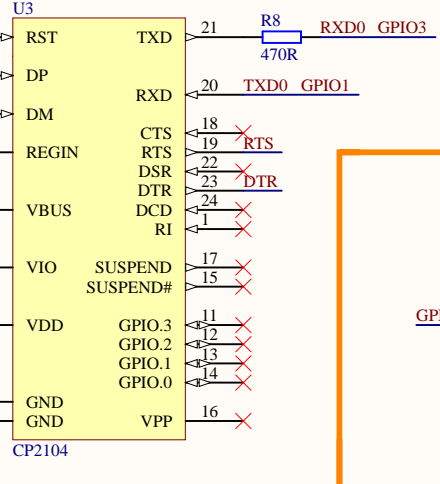 U3
RST TXD 21 R8 RXD0 GPIO3
470R
DP
RXD 20 TXD0 GPIO1
DM
CTS 18
REGIN RTS 19 RTS
DSR 22
DTR 23 DTR
VBUS DCD 24
RI 1
VIO SUSPEND 17
SUSPEND# 15
VDD GPIO.3 11 GP
GPIO.2 12
GPIO.1 13
GPIO.0 14
GND
GND VPP 16
CP2104